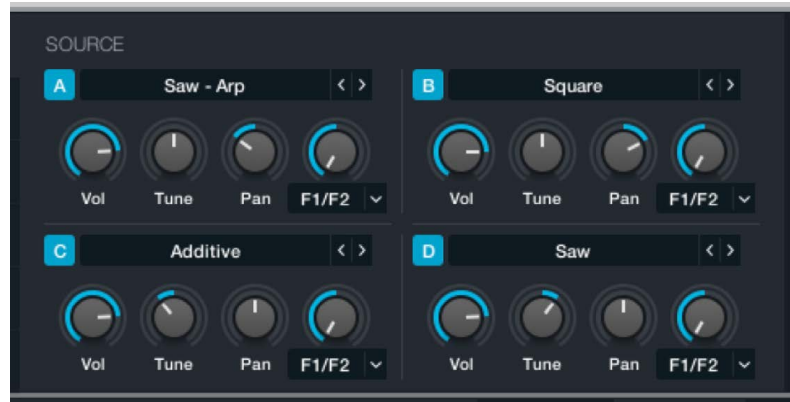 SOURCE
A Saw - Arp < >
B Square < >
Vol Tune Pan F1/F2
Vol Tune Pan F1/F2
C Additive < >
D Saw < >
Vol Tune Pan F1/F2
Vol Tune Pan F1/F2